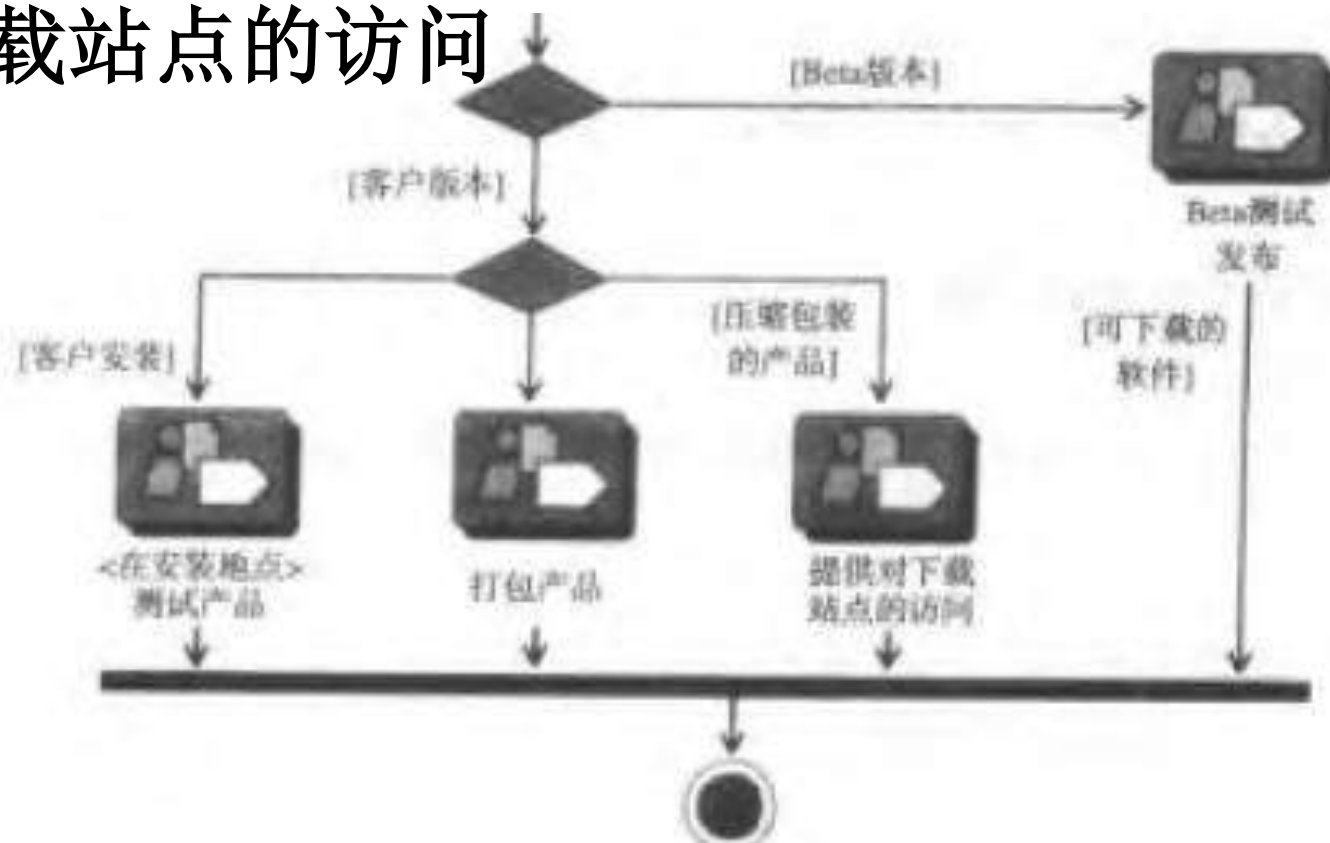 载站点的访问
[Beta版本]
[客户版本]
Beta测试
发布
[压缩包装
的产品]
[可下载的
软件]
[客户安装]
<在安装地点>
测试产品
打包产品
提供对下载
站点的访问